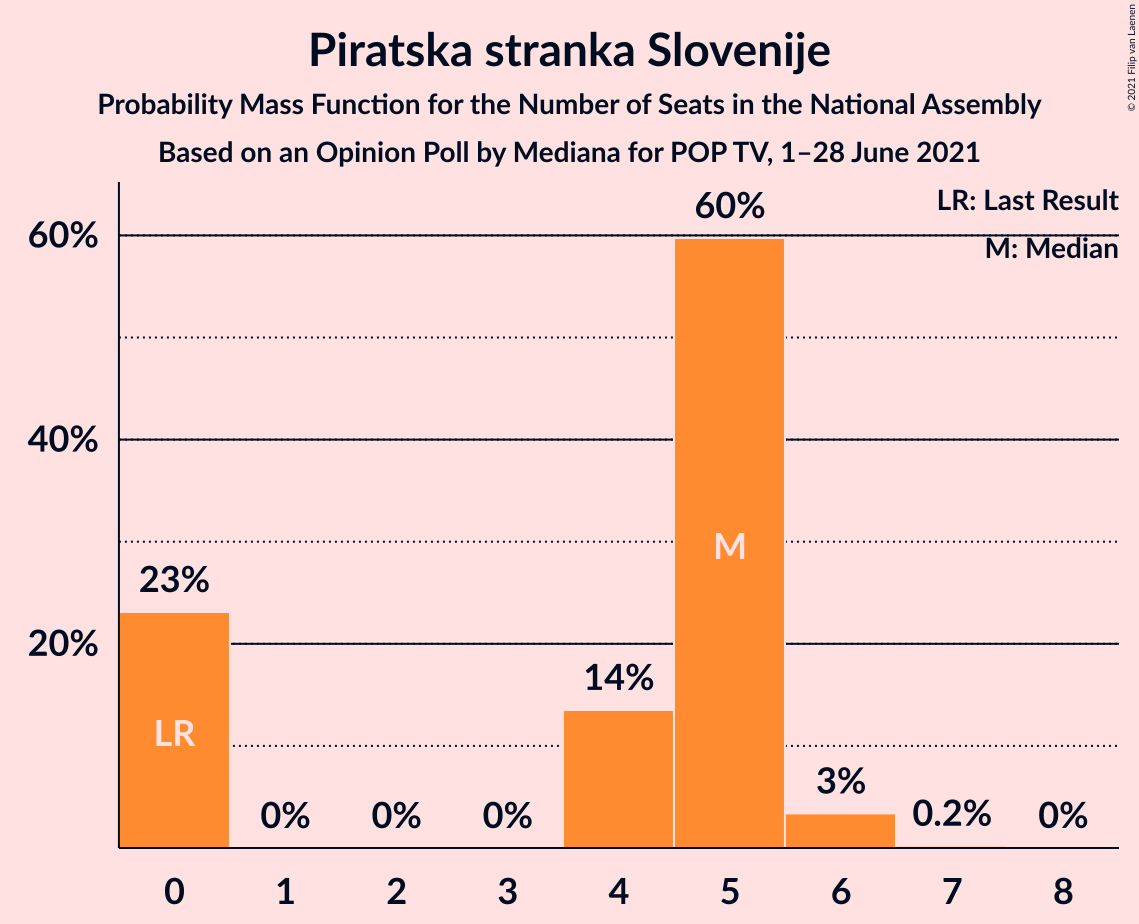 Piratska stranka Slovenije
Probability Mass Function for the Number of Seats in the National Assembly
Based on an Opinion Poll by Mediana for POP TV, 1–28 June 2021
© 2021 Filip van Laenen
LR: Last Result
M: Median
60%
40%
20%
23%
0%
0%
0%
14%
60%
3%
0.2%
0%
LR
M
0 1 2 3 4 5 6 7 8